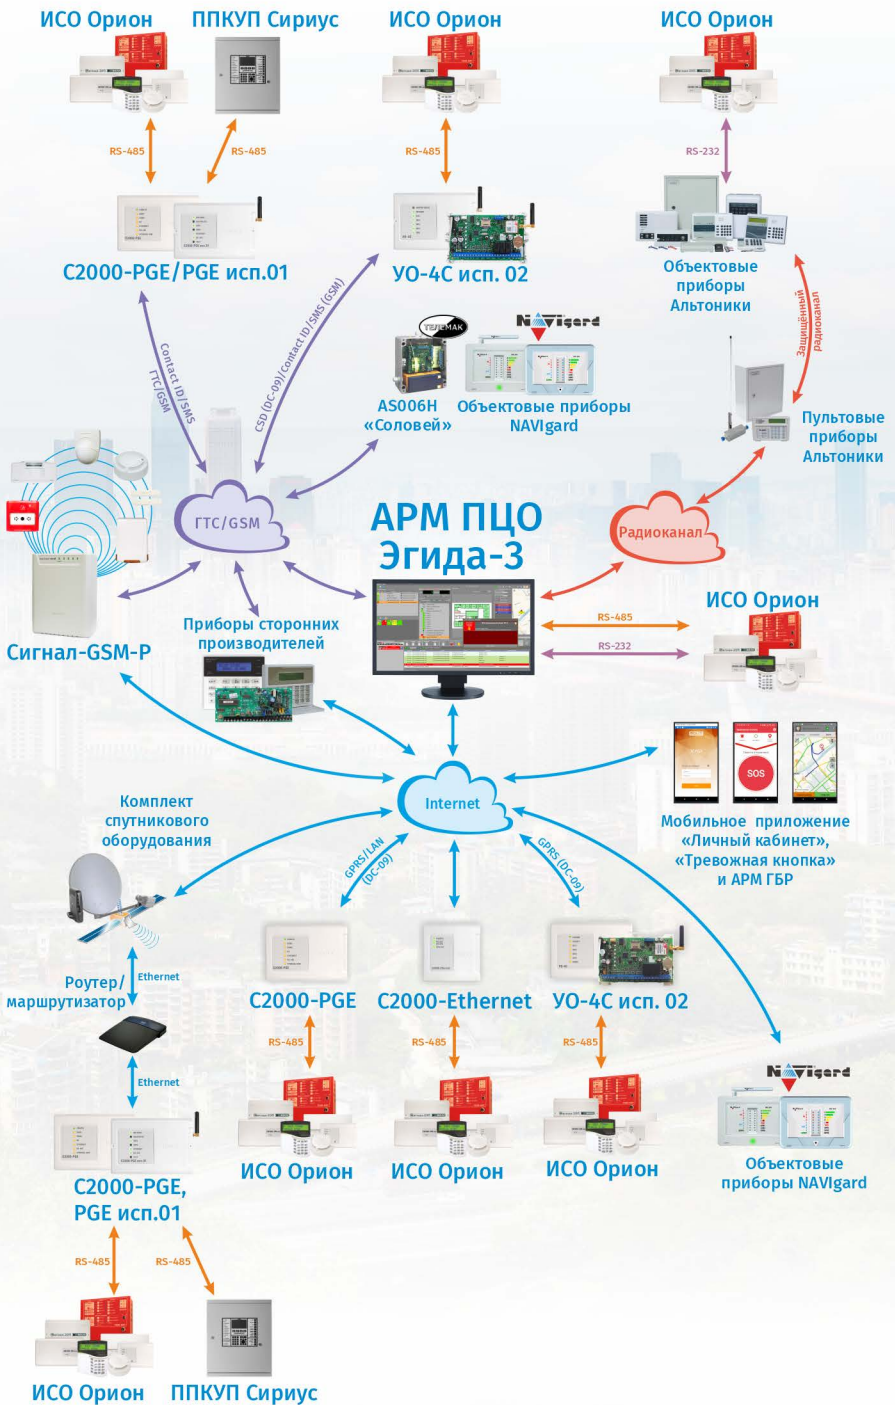 ИСО Орион
ППКУП Сириус
ИСО Орион
ИСО Орион
RS-485
RS-485
RS-485
RS-232
С2000-PGE/PGE исп.01
УО-4С исп. 02
Объектовые
приборы
Альтоники
Защищённый
радиоканал
Contact ID/SMS
ГТС/GSM
CSD (DC-09)/Contact ID/SMS (GSM)
ТЕЛЕМАК
NAVigard
AS006H
«Соловей»
Объектовые приборы
NAVIgard
Пультовые
приборы
Альтоники
ГТС/GSM
АРМ ПЦО
Эгида-3
Радиоканал
RS-485
RS-232
ИСО Орион
Сигнал-GSM-Р
Приборы сторонних
производителей
Internet
SOS
Мобильное приложение
«Личный кабинет»,
«Тревожная кнопка»
и АРМ ГБР
Комплект
спутникового
оборудования
GPRS/LAN
(DC-09)
GPRS (DC-09)
Ethernet
Роутер/
маршрутизатор
Ethernet
С2000-PGE
С2000-Ethernet
УО-4С исп. 02
RS-485
RS-485
RS-485
ИСО Орион
ИСО Орион
ИСО Орион
NAVigard
Объектовые
приборы NAVIgard
С2000-PGE,
PGE исп.01
RS-485
RS-485
ИСО Орион
ППКУП Сириус